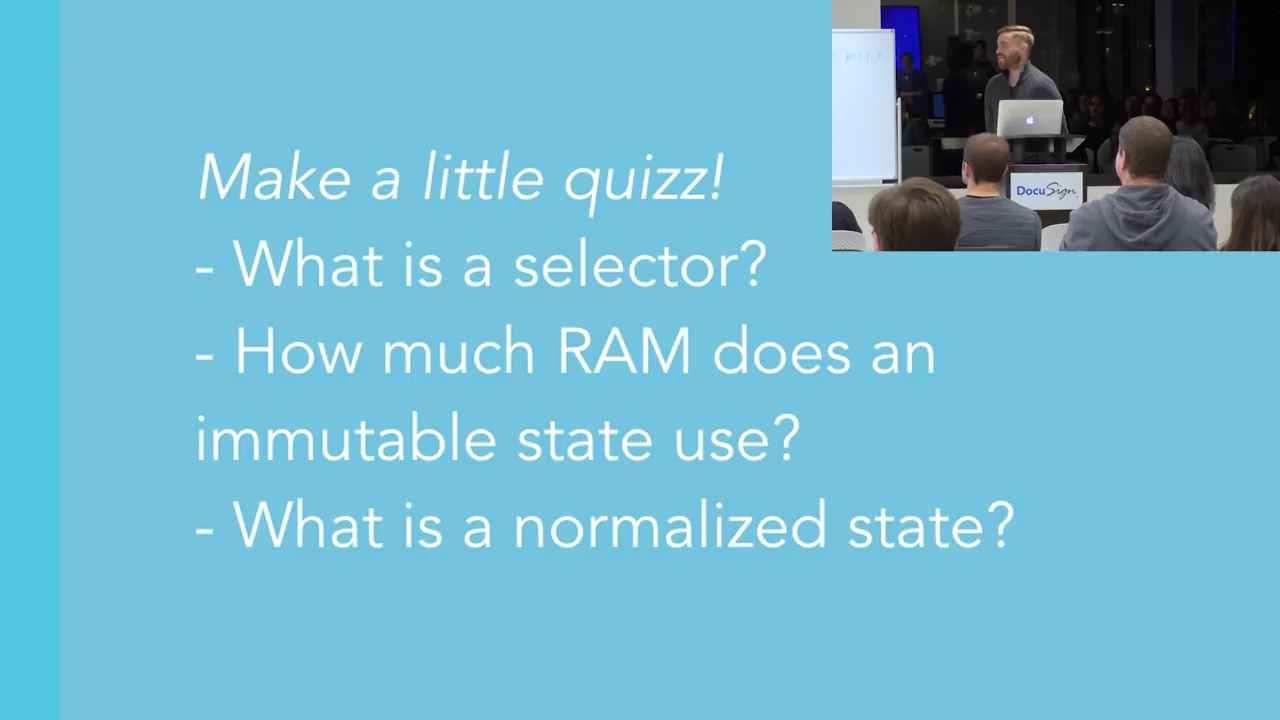 Make a little quizz!
- What is a selector?
- How much RAM does an
immutable state use?
- What is a normalized state?
DocuSign